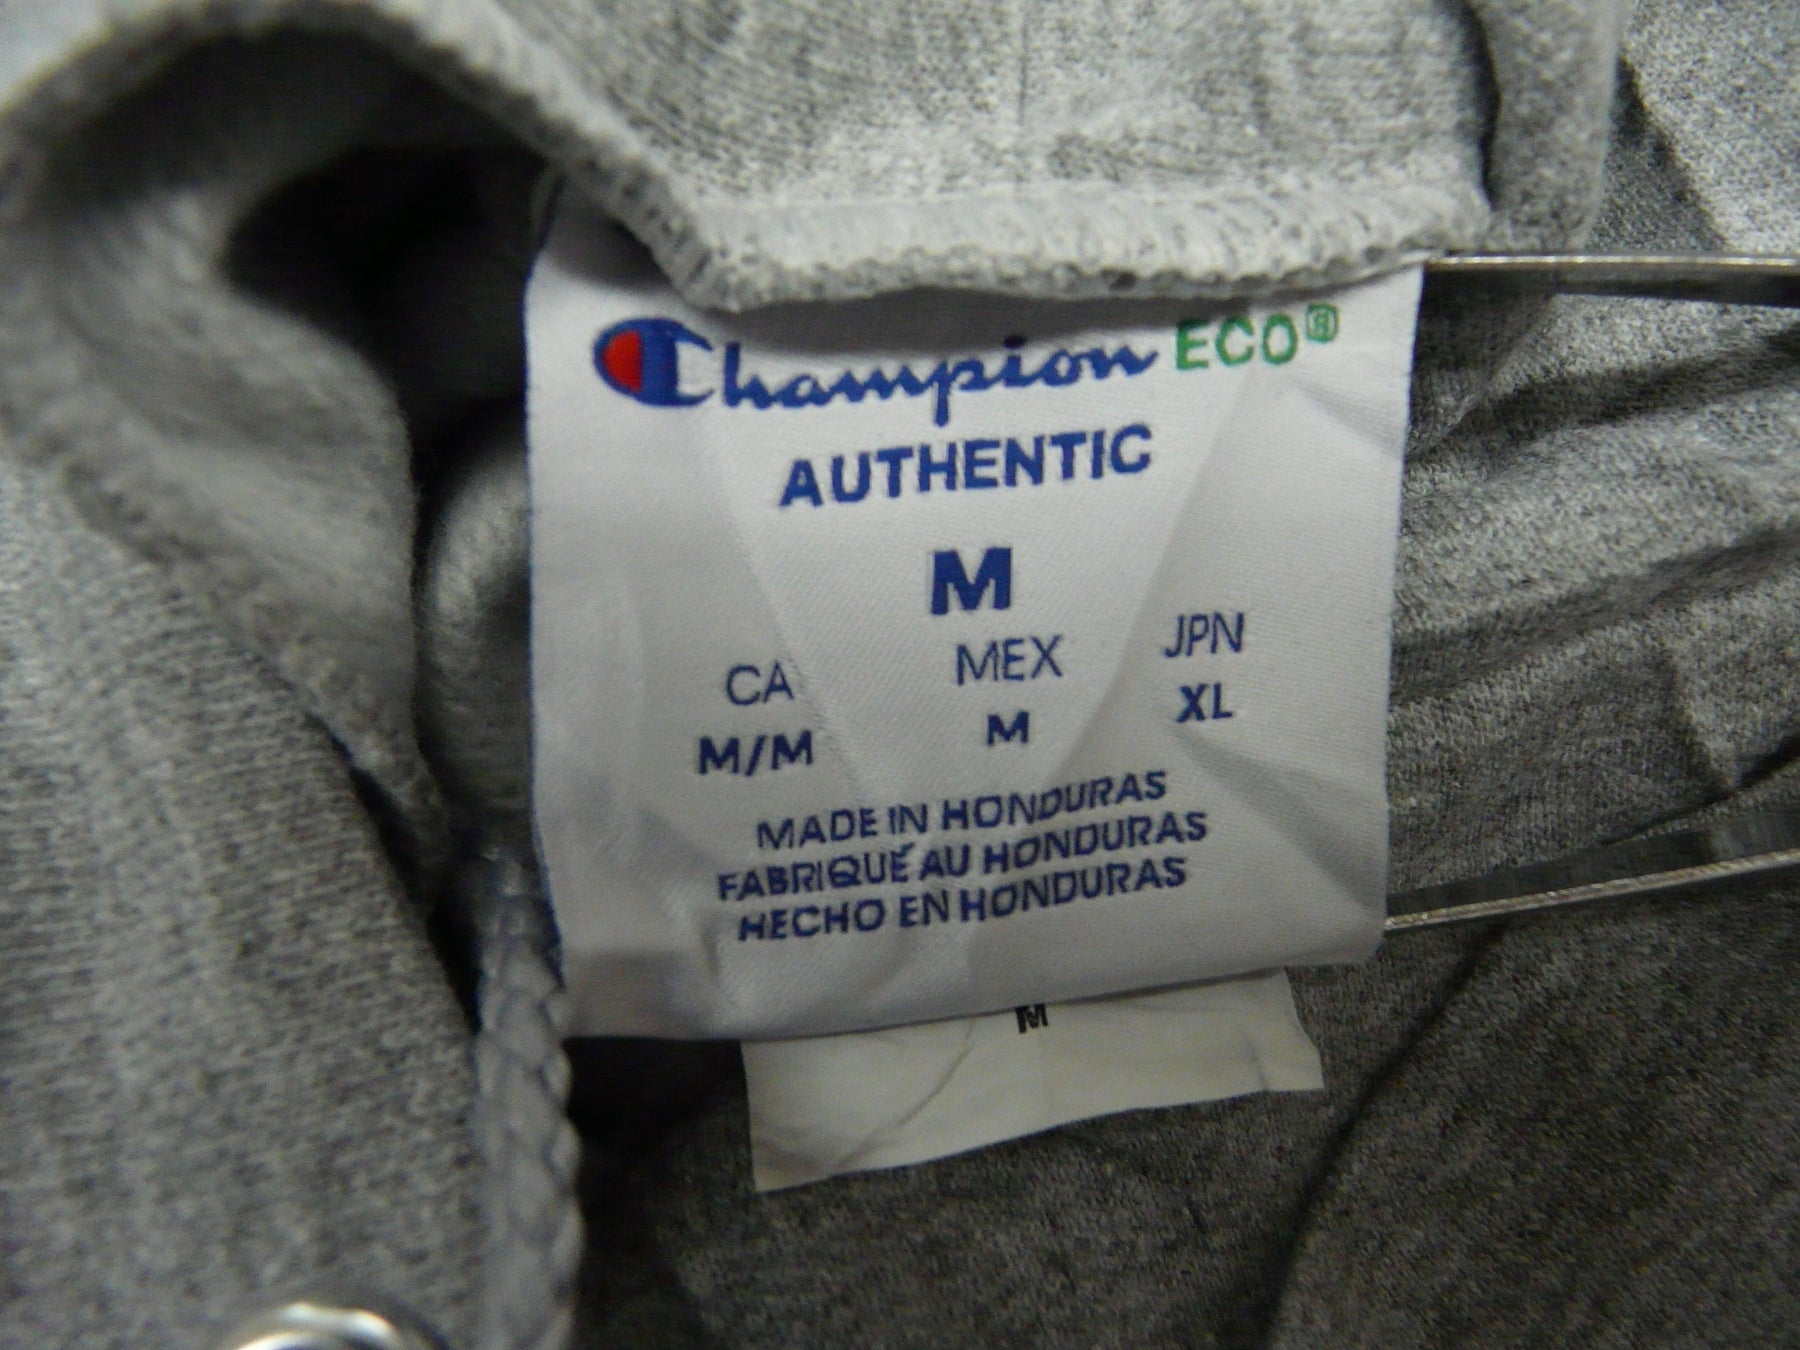 Champion ECO®
AUTHENTIC
M
CA MEX JPN
M/M M XL
MADE IN HONDURAS
FABRIQUÉ AU HONDURAS
HECHO EN HONDURAS
M